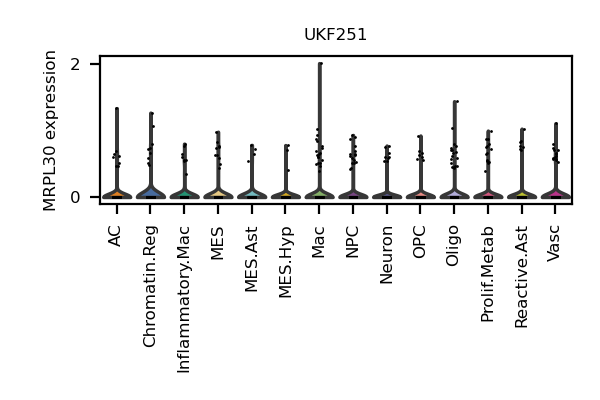 UKF251
MRPL30 expression
2
0
AC
Chromatin.Reg
Inflammatory.Mac
MES
MES.Ast
MES.Hyp
Mac
NPC
Neuron
OPC
Oligo
Prolif.Metab
Reactive.Ast
Vasc